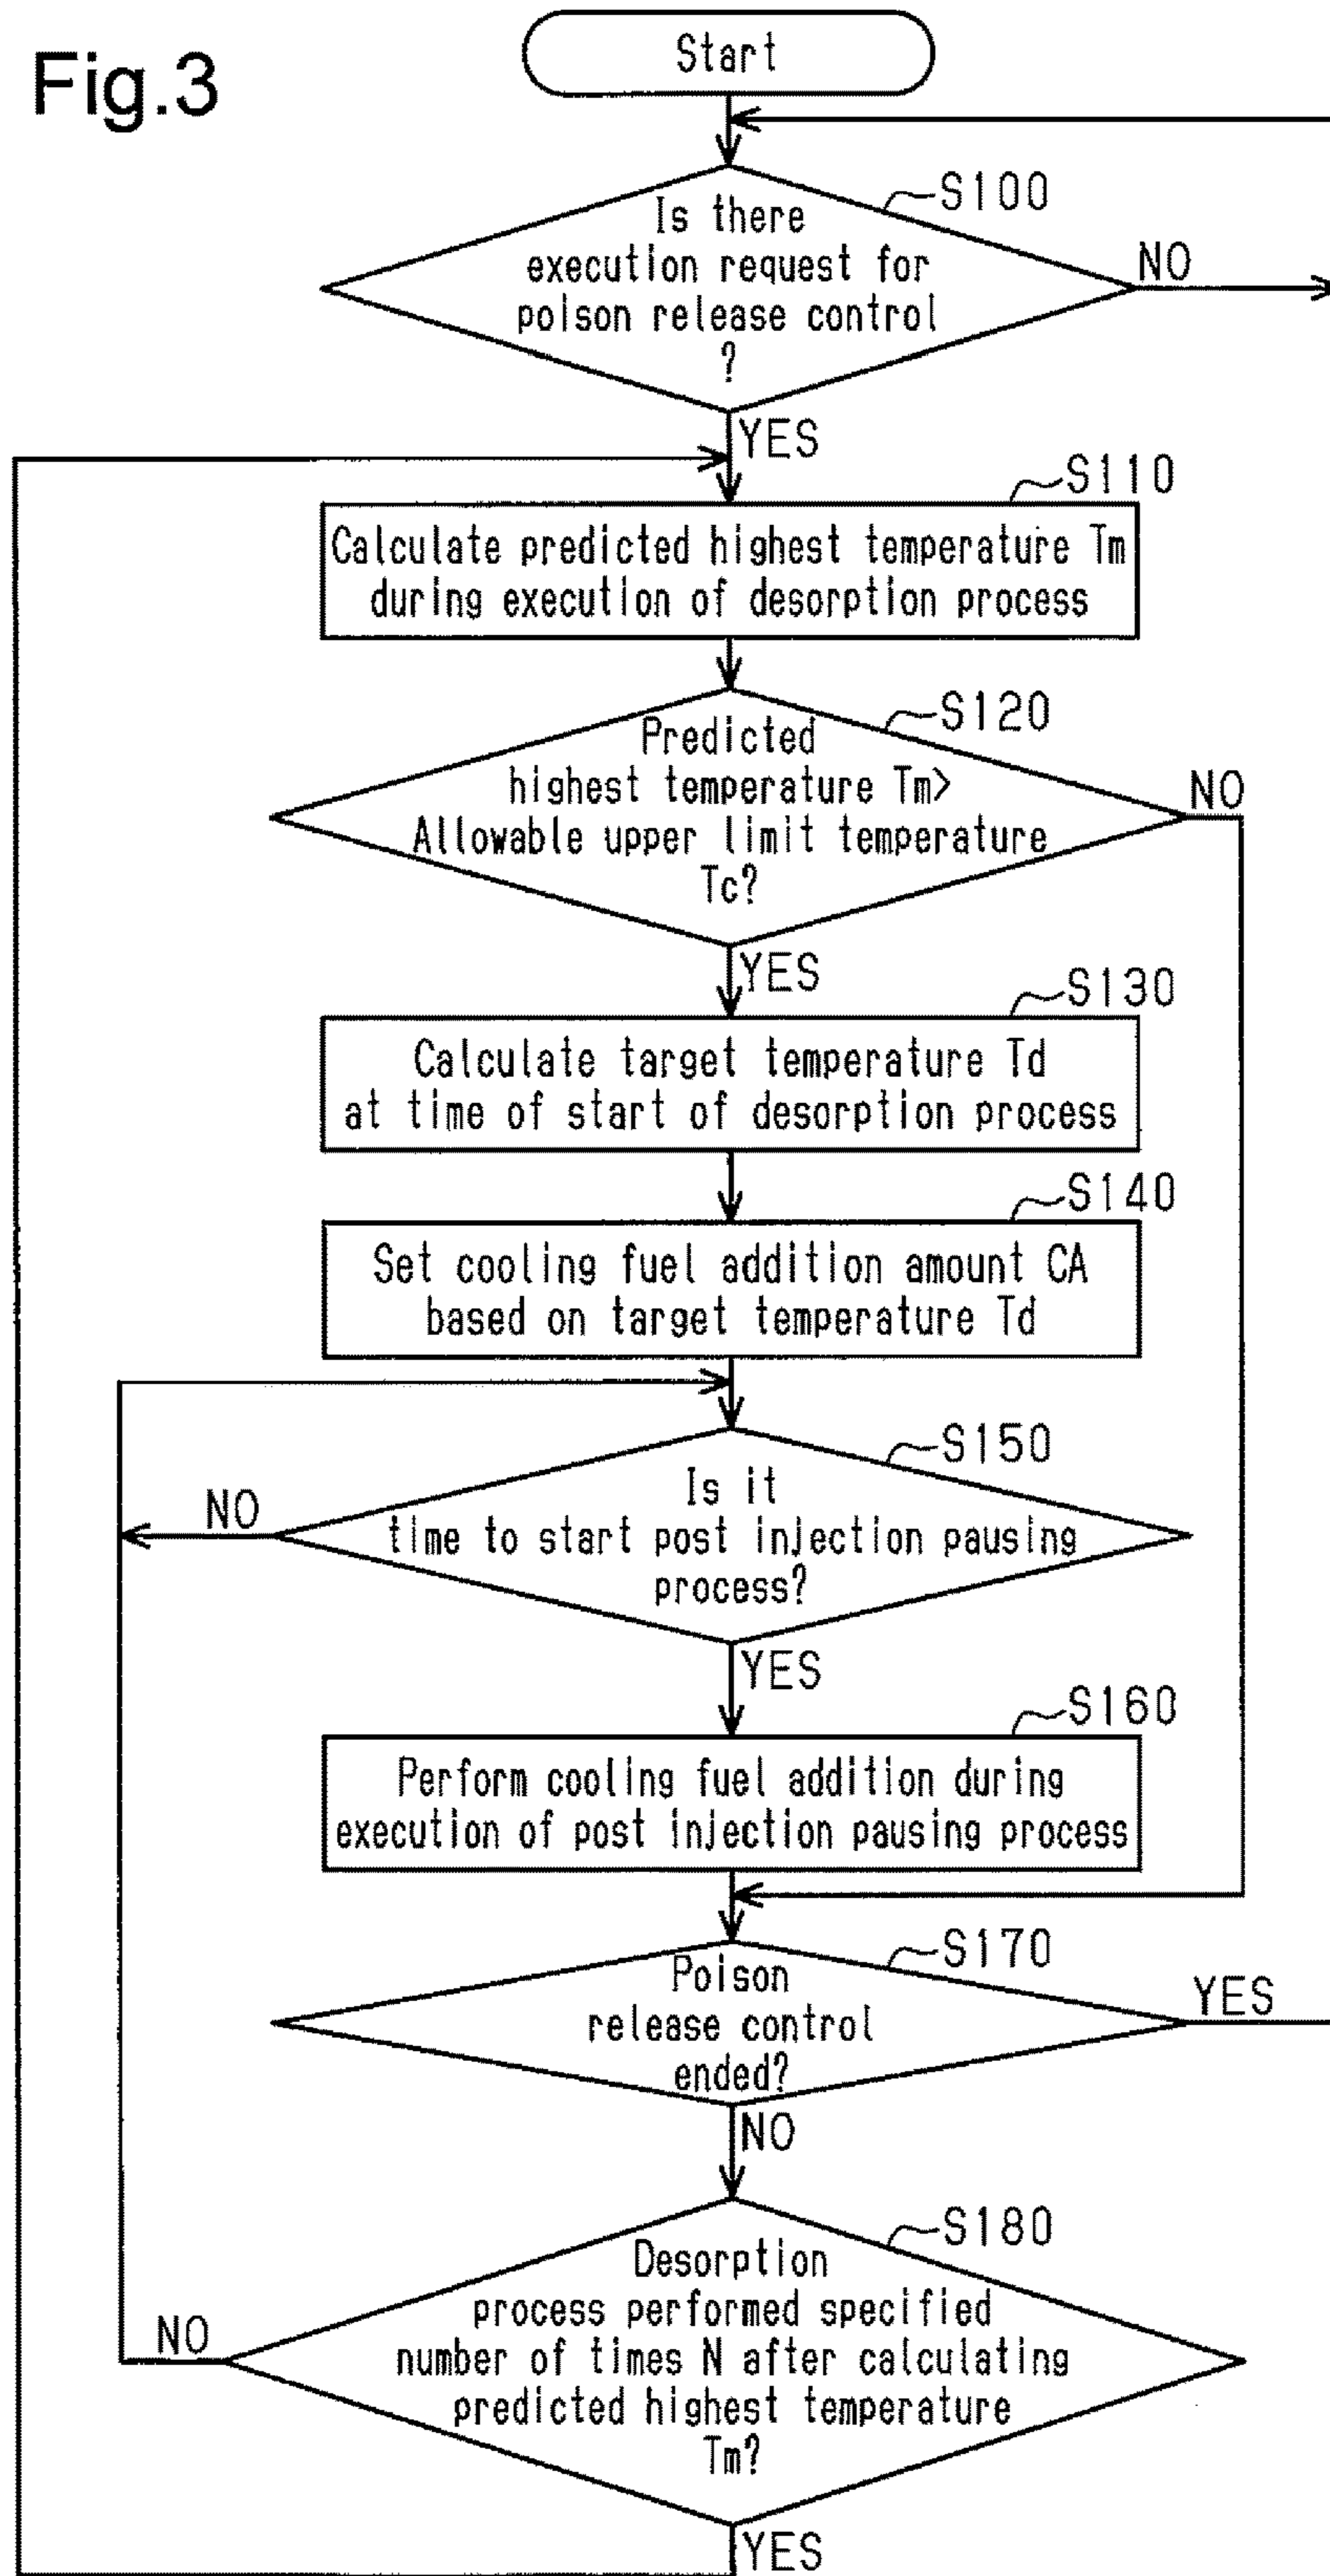 Fig.3
Start
S100
Is there
execution request for
poison release control
?
NO
YES
S110
Calculate predicted highest temperature Tm
during execution of desorption process
S120
Predicted
highest temperature Tm>
Allowable upper limit temperature
Tc?
NO
YES
S130
Calculate target temperature Td
at time of start of desorption process
S140
Set cooling fuel addition amount CA
based on target temperature Td
S150
Is it
time to start post injection pausing
process?
NO
YES
S160
Perform cooling fuel addition during
execution of post injection pausing process
S170
Poison
release control
ended?
YES
NO
S180
Desorption
process performed specified
number of times N after calculating
predicted highest temperature
Tm?
NO
YES